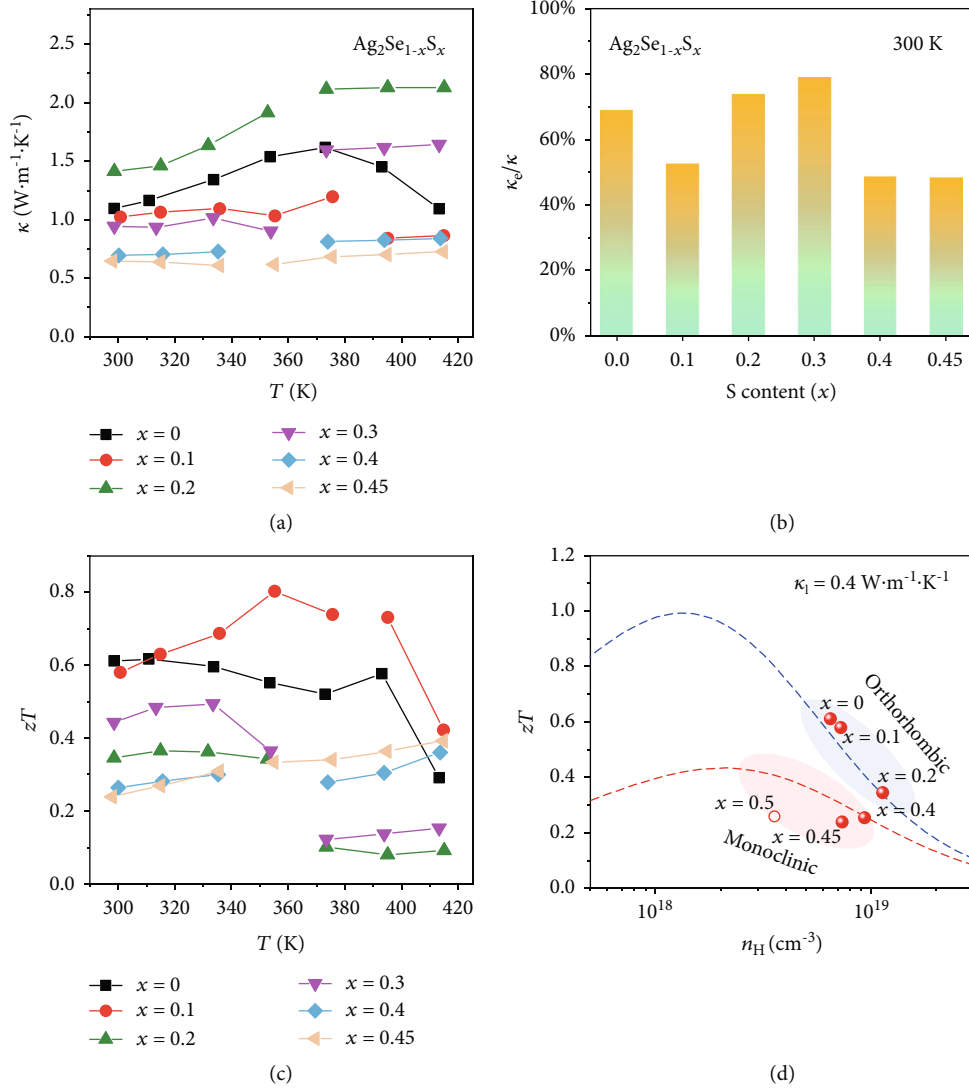 Ag2Se1-xSx
κ (W·m-1·K-1)
2.5
2.0
1.5
1.0
0.5
0.0
300 320 340 360 380 400 420
T (K)
x = 0
x = 0.1
x = 0.2
x = 0.3
x = 0.4
x = 0.45
(a)
Ag2Se1-xSx 300 K
κe/κ
100%
80%
60%
40%
20%
0%
0.0 0.1 0.2 0.3 0.4 0.45
S content (x)
(b)
zT
0.8
0.6
0.4
0.2
0.0
300 320 340 360 380 400 420
T (K)
x = 0
x = 0.1
x = 0.2
x = 0.3
x = 0.4
x = 0.45
(c)
κl = 0.4 W·m-1·K-1
zT
1.2
1.0
0.8
0.6
0.4
0.2
0.0
Orthorhombic
x = 0
x = 0.1
x = 0.2
x = 0.4
x = 0.5
x = 0.45
Monoclinic
10^18 10^19
nH (cm-3)
(d)